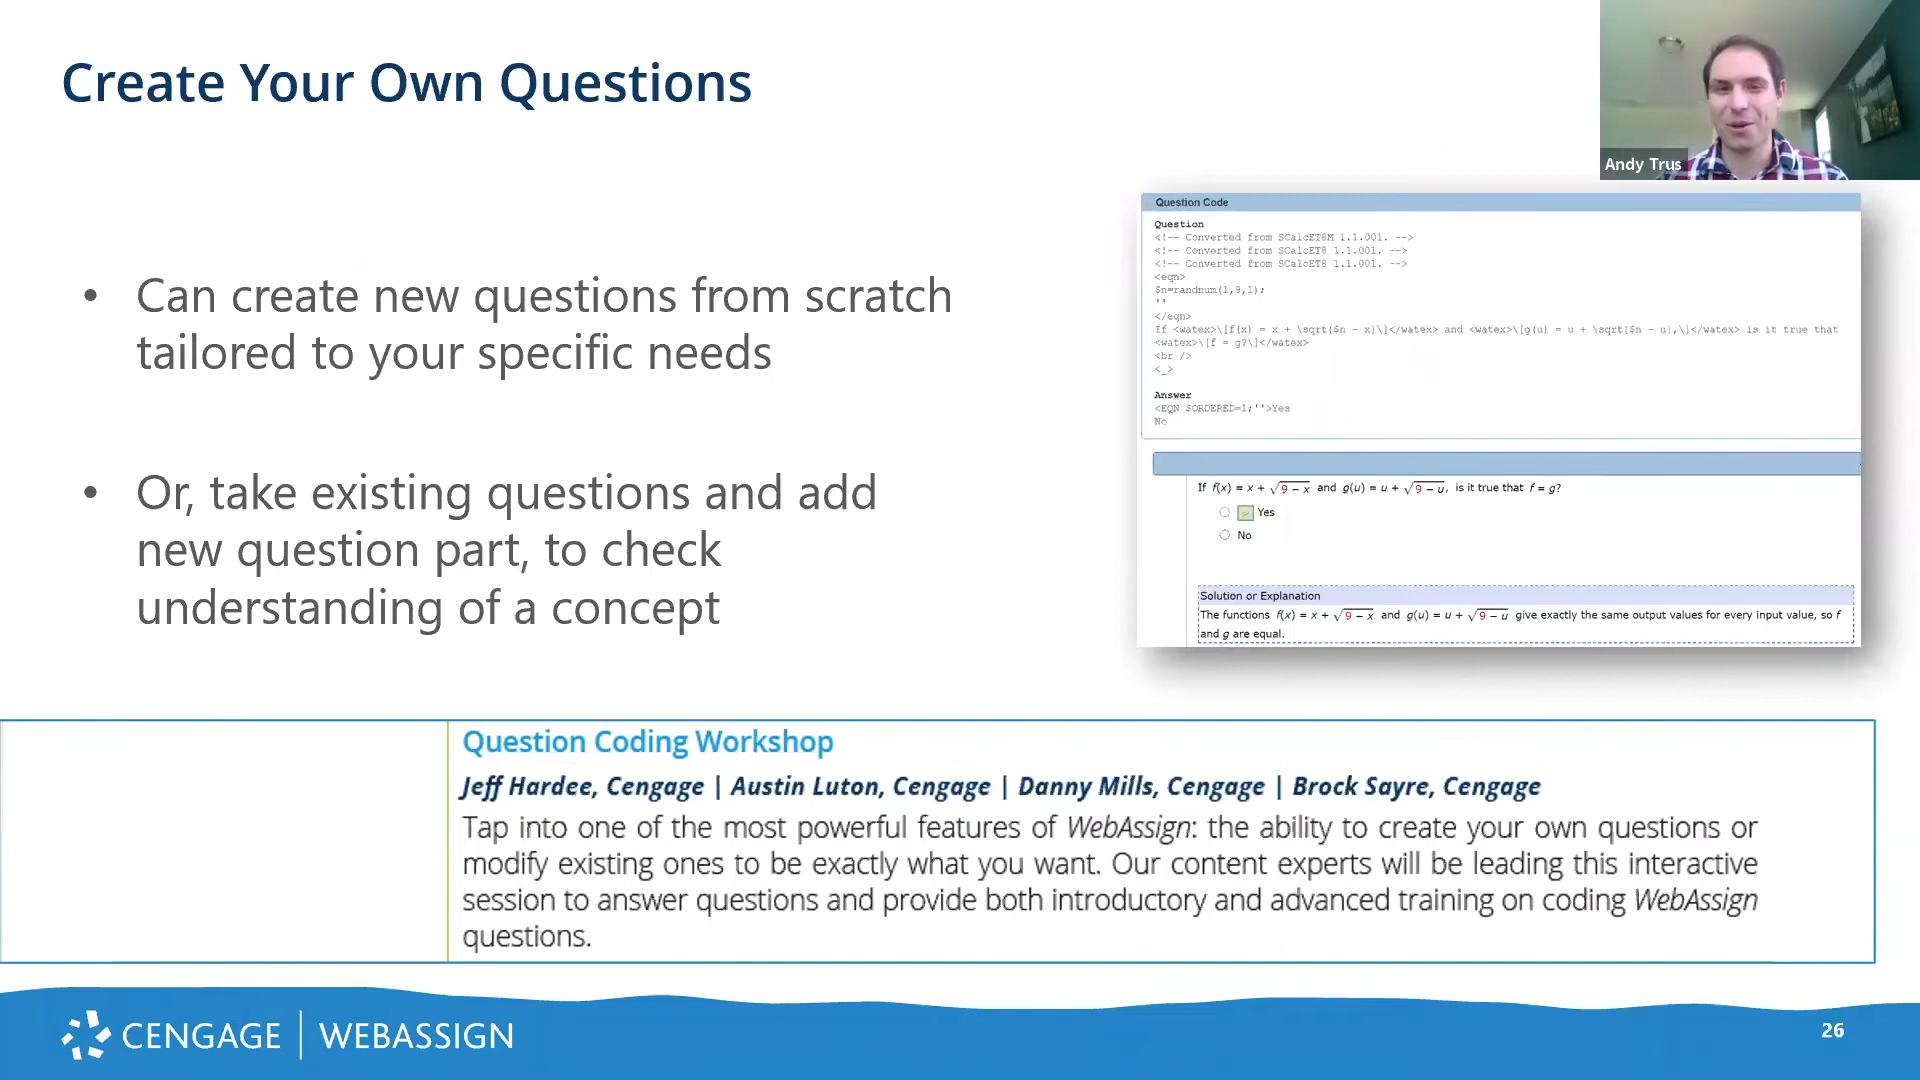 Create Your Own Questions
Andy Trus
• Can create new questions from scratch
tailored to your specific needs
• Or, take existing questions and add
new question part, to check
understanding of a concept
Question Code
Question
<!-- Converted from SCalcET8M 1.1.001. -->
<!-- Converted from SCalcET8 1.1.001. -->
<!-- Converted from SCalcET8 1.1.001. -->
<eqn>
$n=randnum(1,9,1);
''
</eqn>
If <watex>\[f(x) = x + \sqrt{$n - x}\]</watex> and <watex>\[g(u) = u + \sqrt{$n - u},\]</watex> is it true that
<watex>\[f = g?\]</watex>
<br />
<_>
Answer
<EQN $ORDERED=1;''>Yes
No
If f(x) = x + √9 − x and g(u) = u + √9 − u, is it true that f = g?
Yes
No
Solution or Explanation
The functions f(x) = x + √9 − x and g(u) = u + √9 − u give exactly the same output values for every input value, so f
and g are equal.
Question Coding Workshop
Jeff Hardee, Cengage | Austin Luton, Cengage | Danny Mills, Cengage | Brock Sayre, Cengage
Tap into one of the most powerful features of WebAssign: the ability to create your own questions or
modify existing ones to be exactly what you want. Our content experts will be leading this interactive
session to answer questions and provide both introductory and advanced training on coding WebAssign
questions.
CENGAGE | WEBASSIGN
26